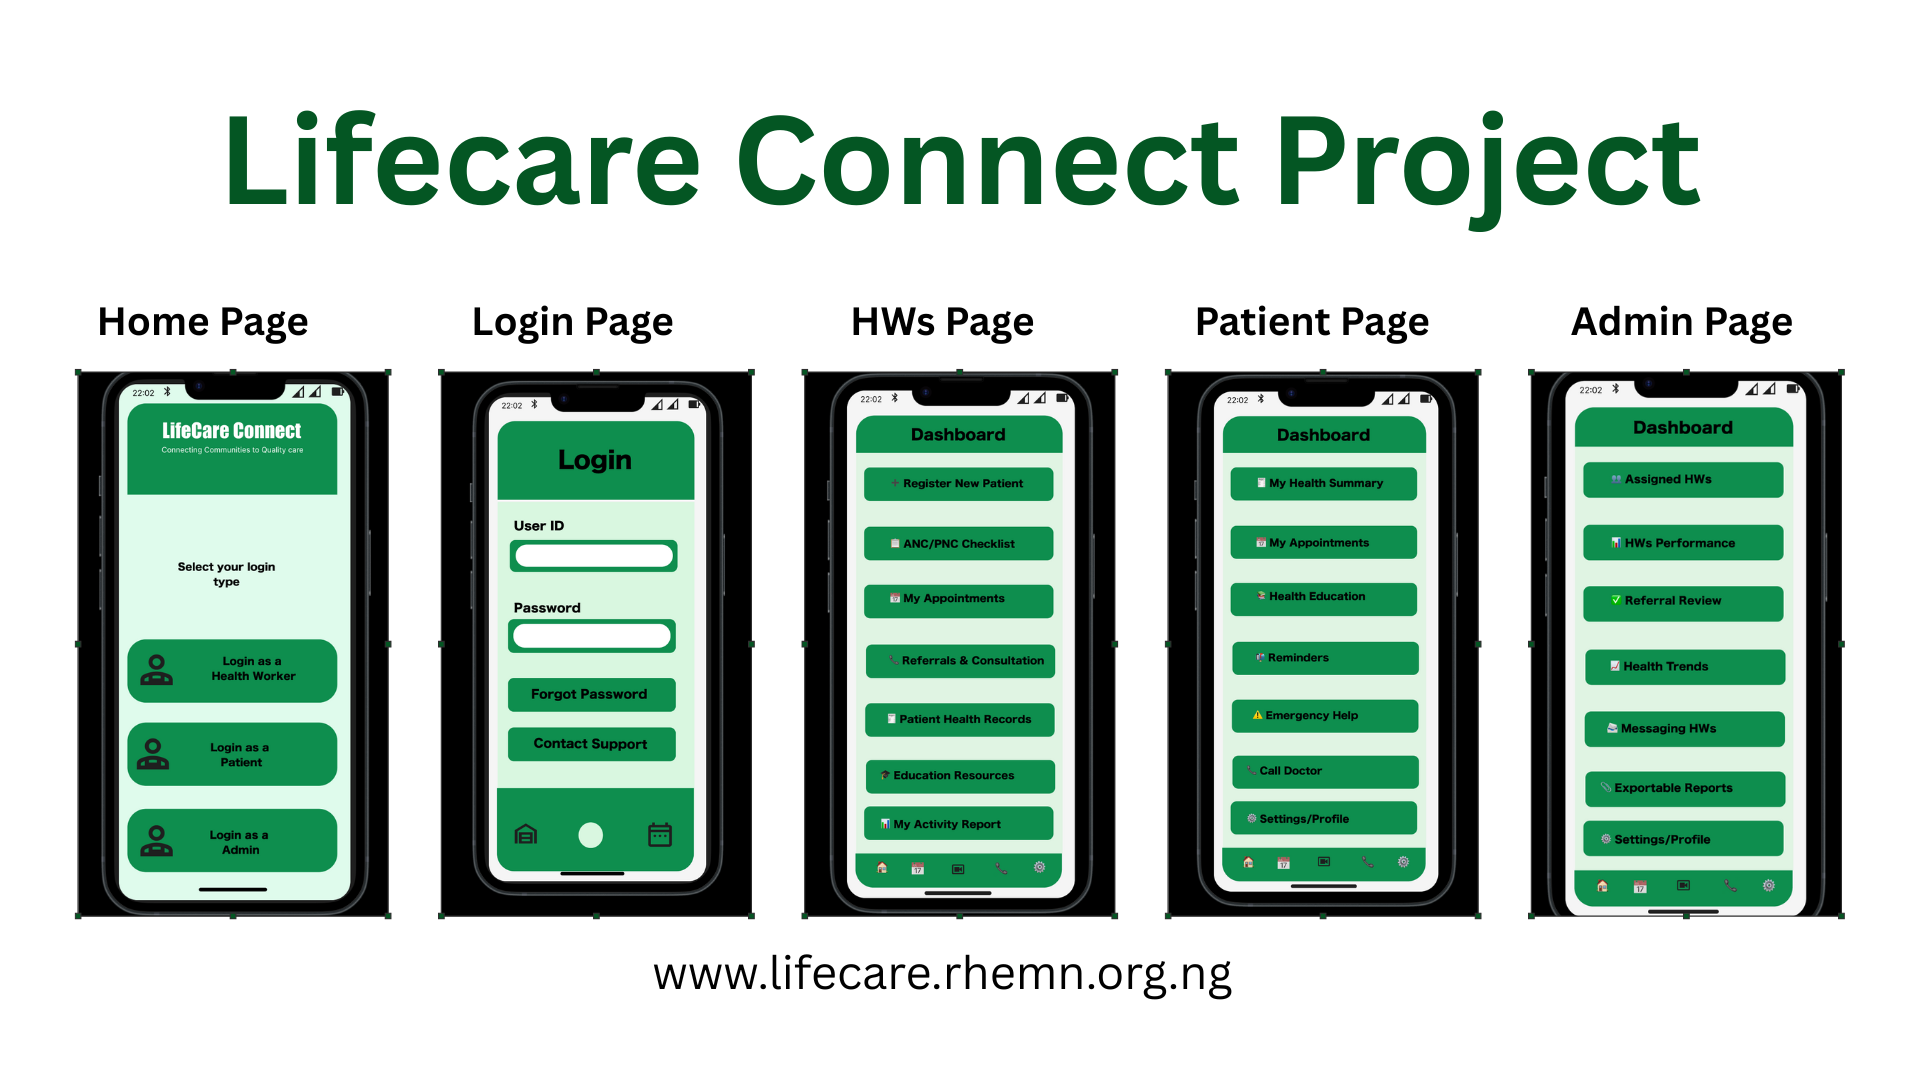 Lifecare Connect Project
Home Page
Login Page
HWs Page
Patient Page
Admin Page
22:02
LifeCare Connect
Connecting Communities to Quality care
Select your login
type
Login as a
Health Worker
Login as a
Patient
Login as a
Admin
22:02
Login
User ID
Password
Forgot Password
Contact Support
22:02
Dashboard
Register New Patient
ANC/PNC Checklist
My Appointments
Referrals & Consultation
Patient Health Records
Education Resources
My Activity Report
17
22:02
Dashboard
My Health Summary
My Appointments
Health Education
Reminders
Emergency Help
Call Doctor
Settings/Profile
17
22:02
Dashboard
Assigned HWs
HWs Performance
Referral Review
Health Trends
Messaging HWs
Exportable Reports
Settings/Profile
17
www.lifecare.rhemn.org.ng